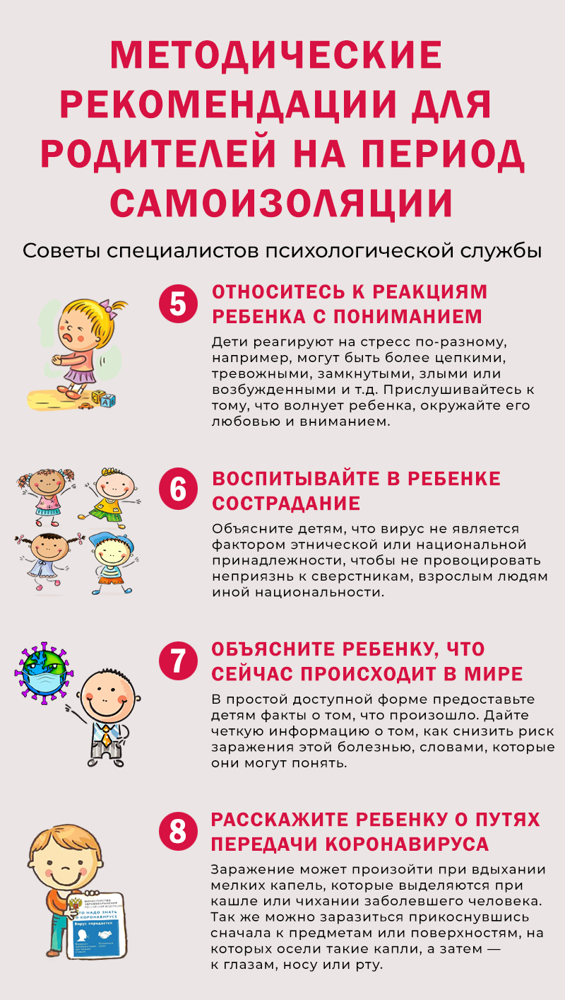 МЕТОДИЧЕСКИЕ
РЕКОМЕНДАЦИИ ДЛЯ
РОДИТЕЛЕЙ НА ПЕРИОД
САМОИЗОЛЯЦИИ
Советы специалистов психологической службы
5
ОТНОСИТЕСЬ К РЕАКЦИЯМ
РЕБЕНКА С ПОНИМАНИЕМ
Дети реагируют на стресс по-разному,
например, могут быть более цепкими,
тревожными, замкнутыми, злыми или
возбужденными и т.д. Прислушивайтесь к
тому, что волнует ребенка, окружайте его
любовью и вниманием.
6
ВОСПИТЫВАЙТЕ В РЕБЕНКЕ
СОСТРАДАНИЕ
Объясните детям, что вирус не является
фактором этнической или национальной
принадлежности, чтобы не провоцировать
неприязнь к сверстникам, взрослым людям
иной национальности.
7
ОБЪЯСНИТЕ РЕБЕНКУ, ЧТО
СЕЙЧАС ПРОИСХОДИТ В МИРЕ
В простой доступной форме предоставьте
детям факты о том, что произошло. Дайте
четкую информацию о том, как снизить риск
заражения этой болезнью, словами, которые
они могут понять.
8
РАССКАЖИТЕ РЕБЕНКУ О ПУТЯХ
ПЕРЕДАЧИ КОРОНАВИРУСА
Заражение может произойти при вдыхании
мелких капель, которые выделяются при
кашле или чихании заболевшего человека.
Так же можно заразиться прикоснувшись
сначала к предметам или поверхностям, на
которых осели такие капли, а затем —
к глазам, носу или рту.
МИНИСТЕРСТВО
ЗДРАВООХРАНЕНИЯ
РОССИЙСКОЙ ФЕДЕРАЦИИ
ТО НАДО ЗНАТЬ
О КОРОНАВИРУСЕ
Вирус передается